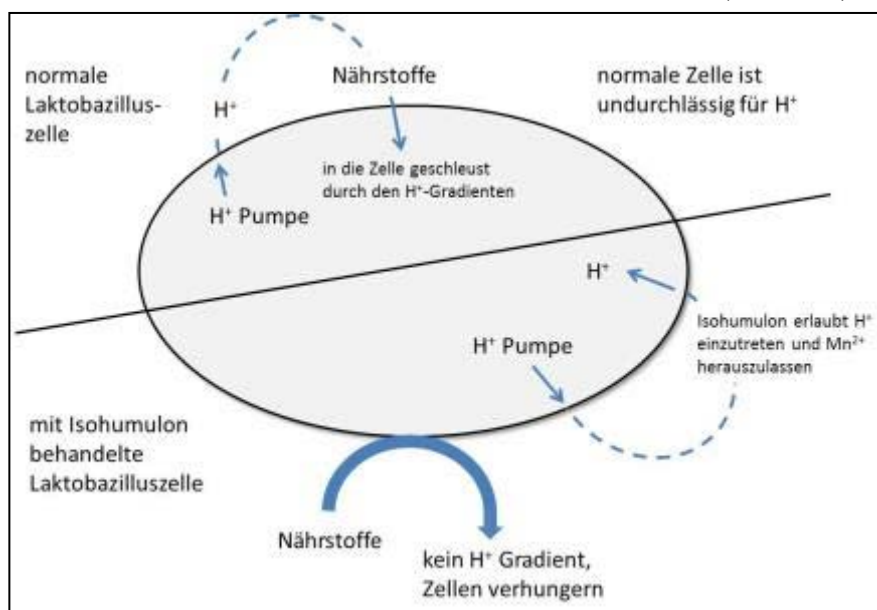 normale
Laktobazillus-
zelle
H⁺
Nährstoffe
normale Zelle ist
undurchlässig für H⁺
in die Zelle geschleust
durch den H⁺-Gradienten
H⁺ Pumpe
H⁺
Isohumulon erlaubt H⁺
einzutreten und Mn²⁺
herauszulassen
H⁺ Pumpe
mit Isohumulon
behandelte
Laktobazilluszelle
Nährstoffe
kein H⁺ Gradient,
Zellen verhungern